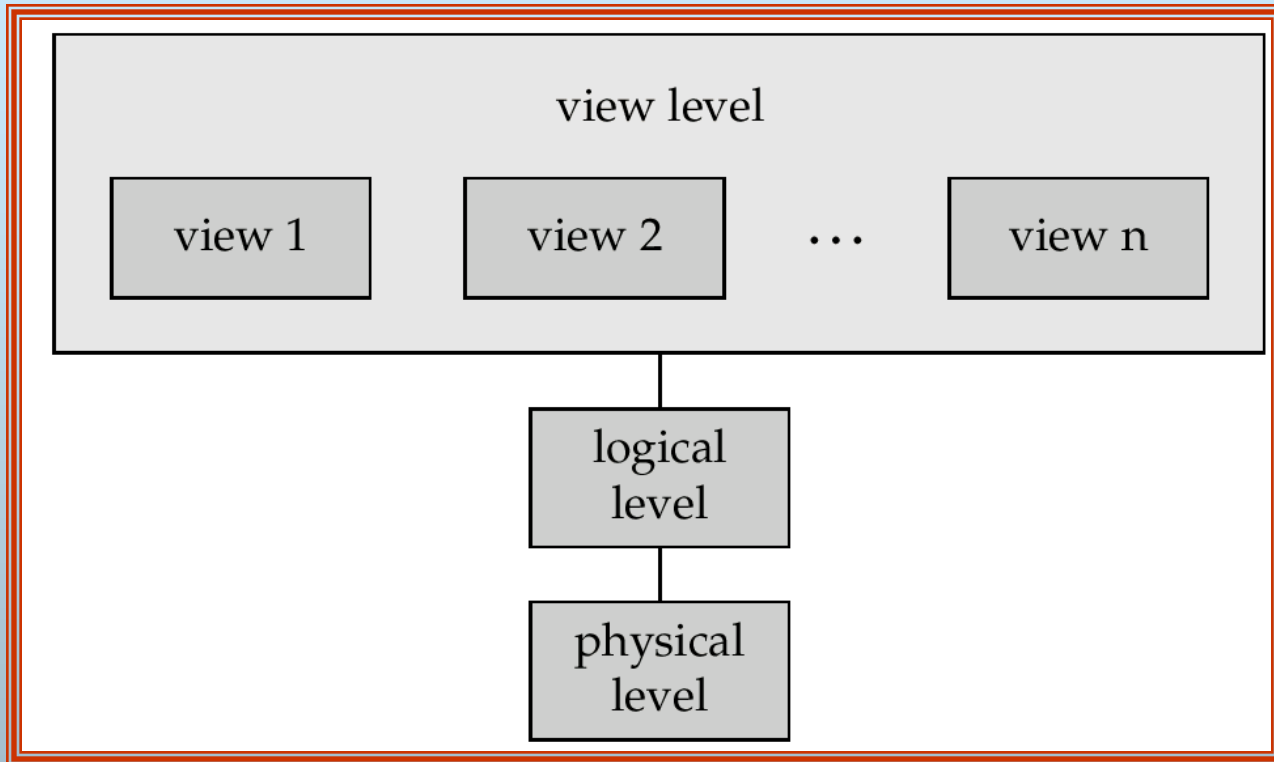 view level
view 1 view 2 ... view n
logical
level
physical
level